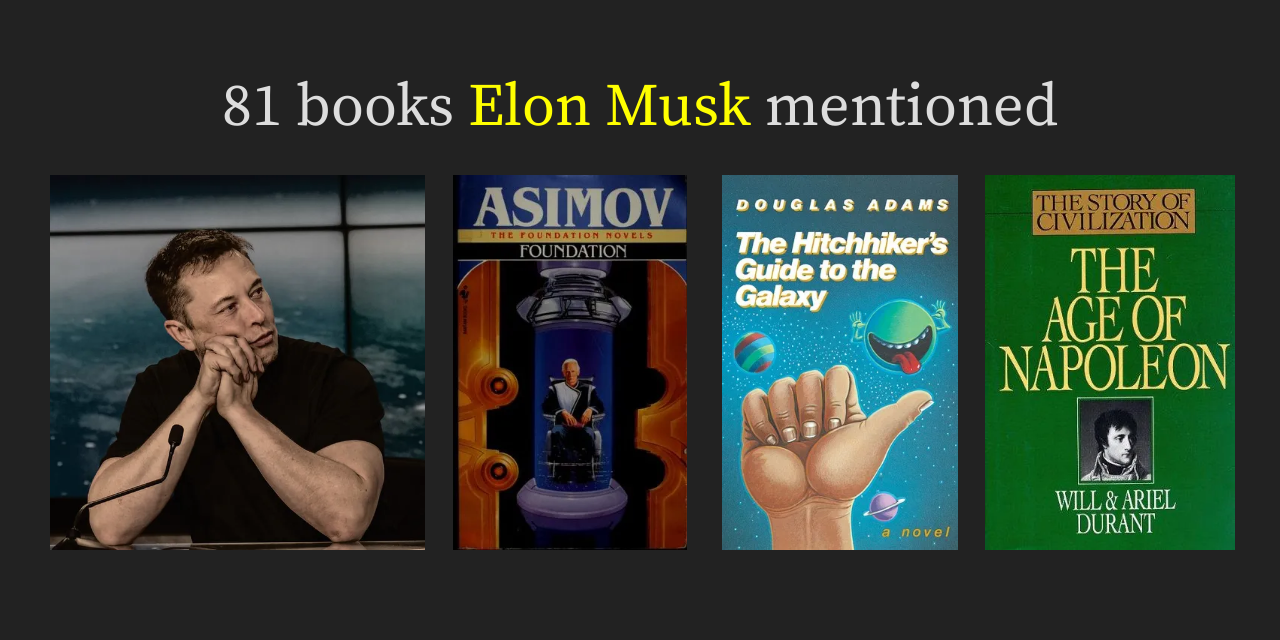 81 books Elon Musk mentioned
ASIMOV
THE FOUNDATION NOVELS
FOUNDATION
DOUGLAS ADAMS
The Hitchhiker's
Guide to the
Galaxy
a novel
THE STORY OF
CIVILIZATION
THE
AGE OF
NAPOLEON
WILL & ARIEL
DURANT